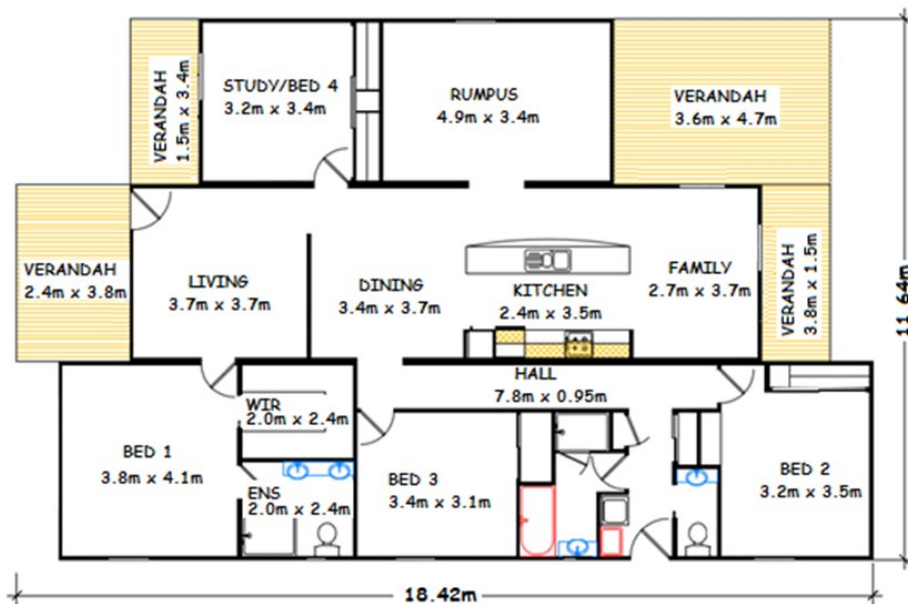 VERANDAH
1.5m x 3.4m
STUDY/BED 4
3.2m x 3.4m
RUMPUS
4.9m x 3.4m
VERANDAH
3.6m x 4.7m
VERANDAH
2.4m x 3.8m
LIVING
3.7m x 3.7m
DINING
3.4m x 3.7m
KITCHEN
2.4m x 3.5m
FAMILY
2.7m x 3.7m
VERANDAH
3.8m x 1.5m
11.64m
HALL
7.8m x 0.95m
WIR
2.0m x 2.4m
BED 1
3.8m x 4.1m
ENS
2.0m x 2.4m
BED 3
3.4m x 3.1m
BED 2
3.2m x 3.5m
18.42m